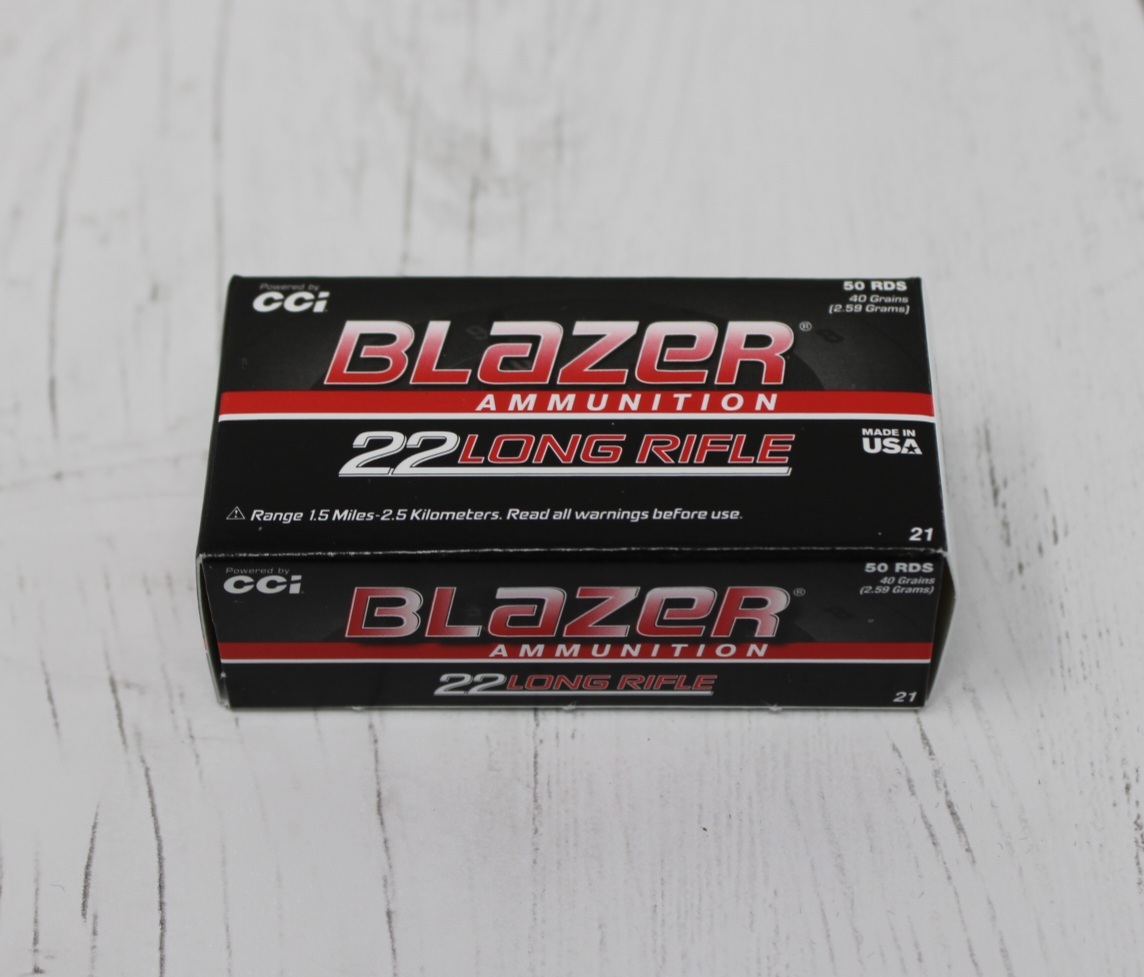 Powered by
CCI
50 RDS
40 Grains
(2.59 Grams)
BLaZeR®
AMMUNITION
22 LONG RIFLE
MADE IN
USA
⚠ Range 1.5 Miles-2.5 Kilometers. Read all warnings before use.
21
Powered by
CCI
50 RDS
40 Grains
(2.59 Grams)
BLaZeR®
AMMUNITION
22 LONG RIFLE
21